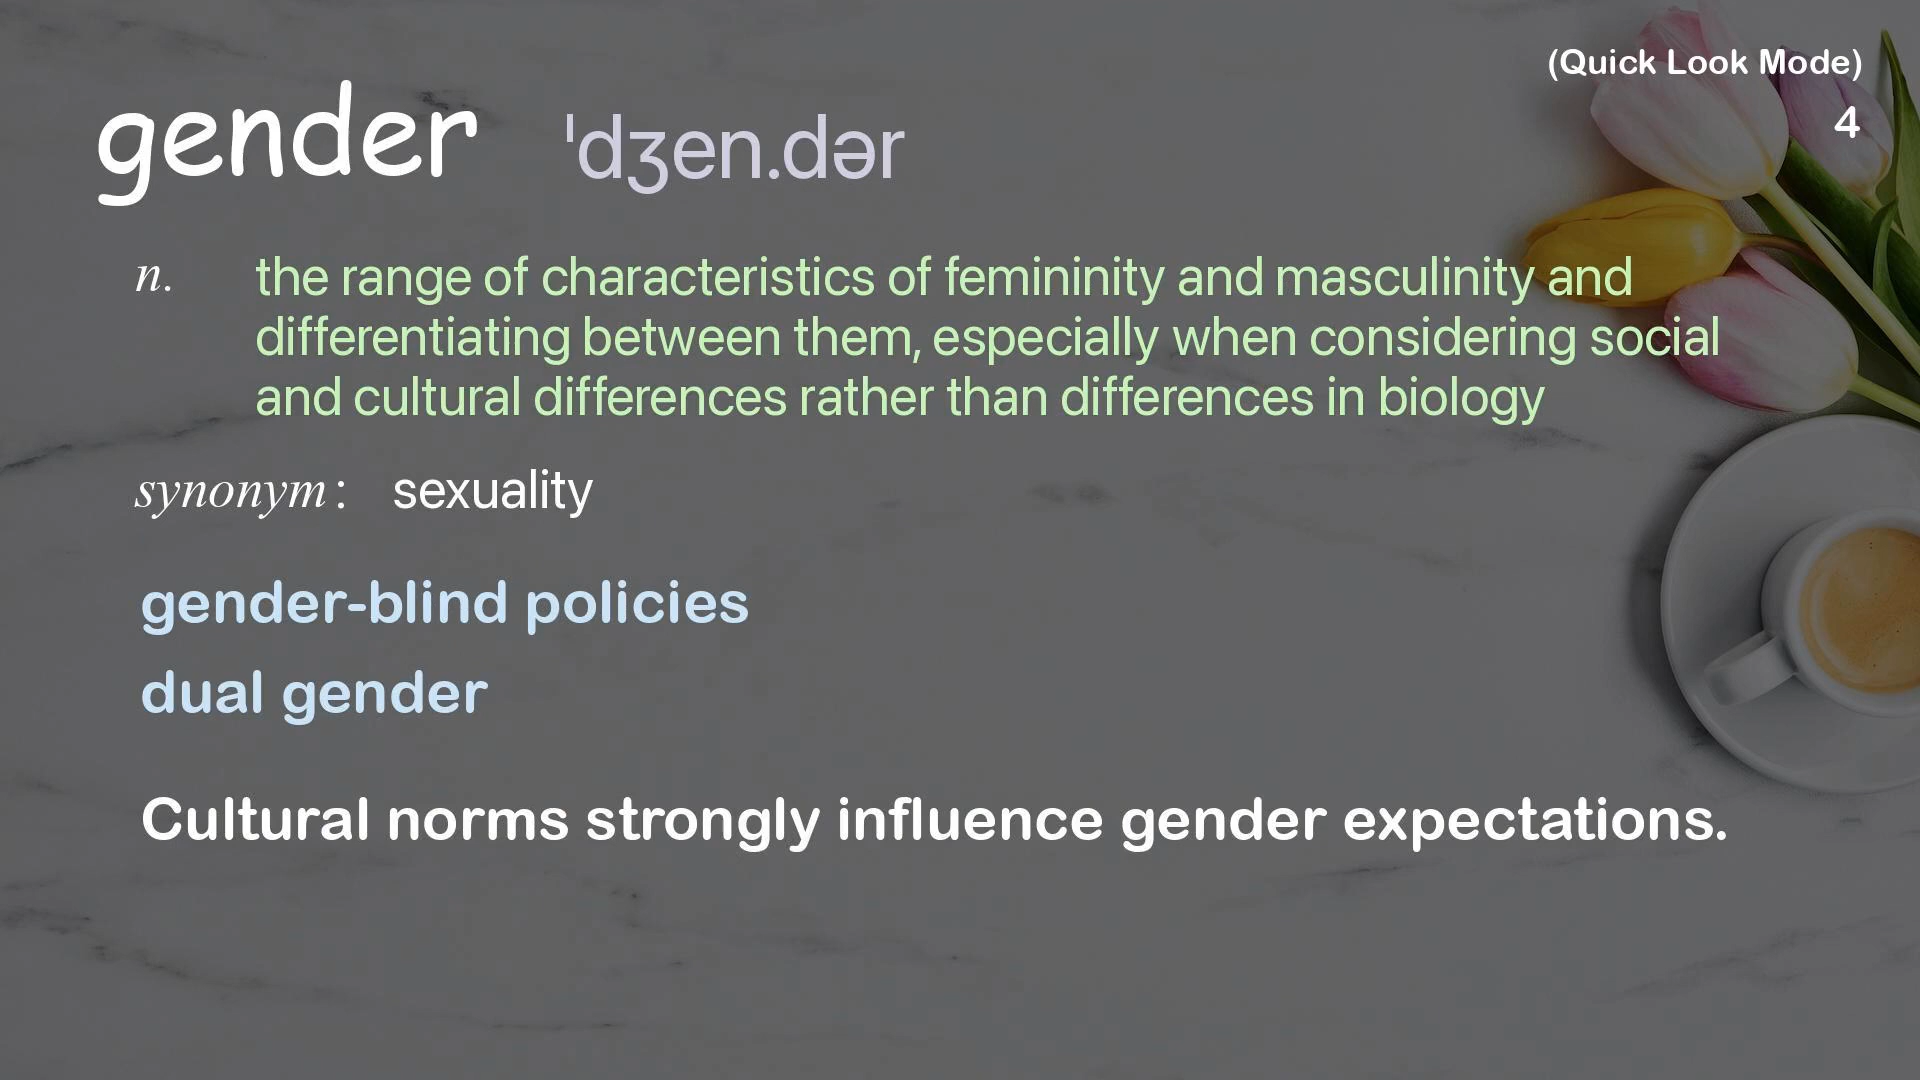 (Quick Look Mode)
4
gender ˈdʒen.dər
n. the range of characteristics of femininity and masculinity and
differentiating between them, especially when considering social
and cultural differences rather than differences in biology
synonym: sexuality
gender-blind policies
dual gender
Cultural norms strongly influence gender expectations.